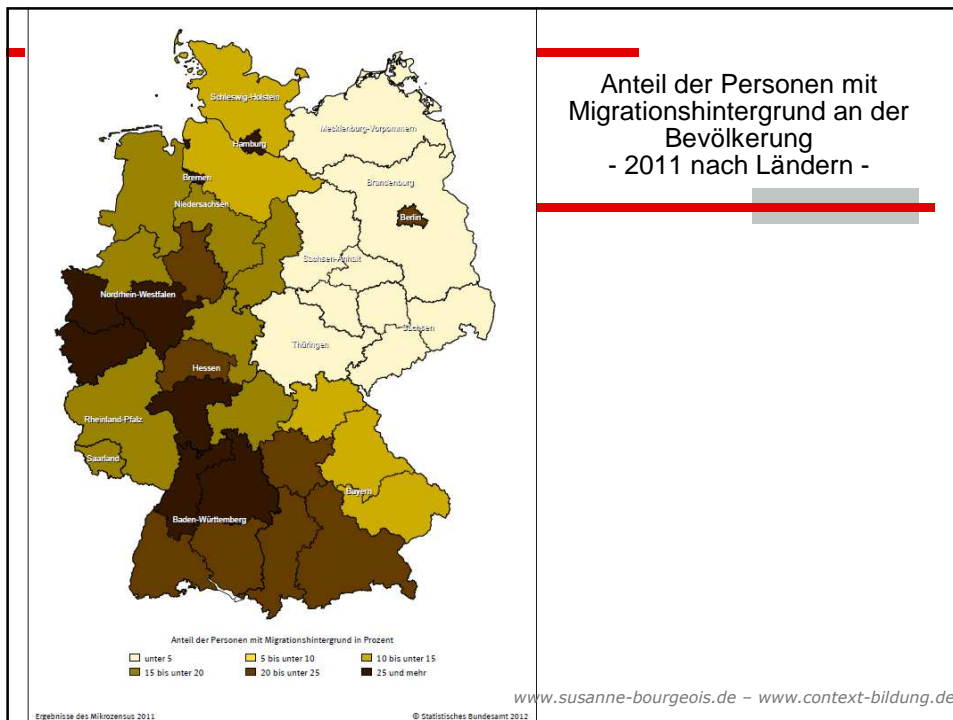 Anteil der Personen mit
Migrationshintergrund an der
Bevölkerung
- 2011 nach Ländern -
Schleswig-Holstein
Mecklenburg-Vorpommern
Hamburg
Bremen
Brandenburg
Niedersachsen
Berlin
Sachsen-Anhalt
Nordrhein-Westfalen
Sachsen
Thüringen
Hessen
Rheinland-Pfalz
Saarland
Bayern
Baden-Württemberg
Anteil der Personen mit Migrationshintergrund in Prozent
unter 5 5 bis unter 10 10 bis unter 15
15 bis unter 20 20 bis unter 25 25 und mehr
www.susanne-bourgeois.de – www.context-bildung.de
Ergebnisse des Mikrozensus 2011 © Statistisches Bundesamt 2012